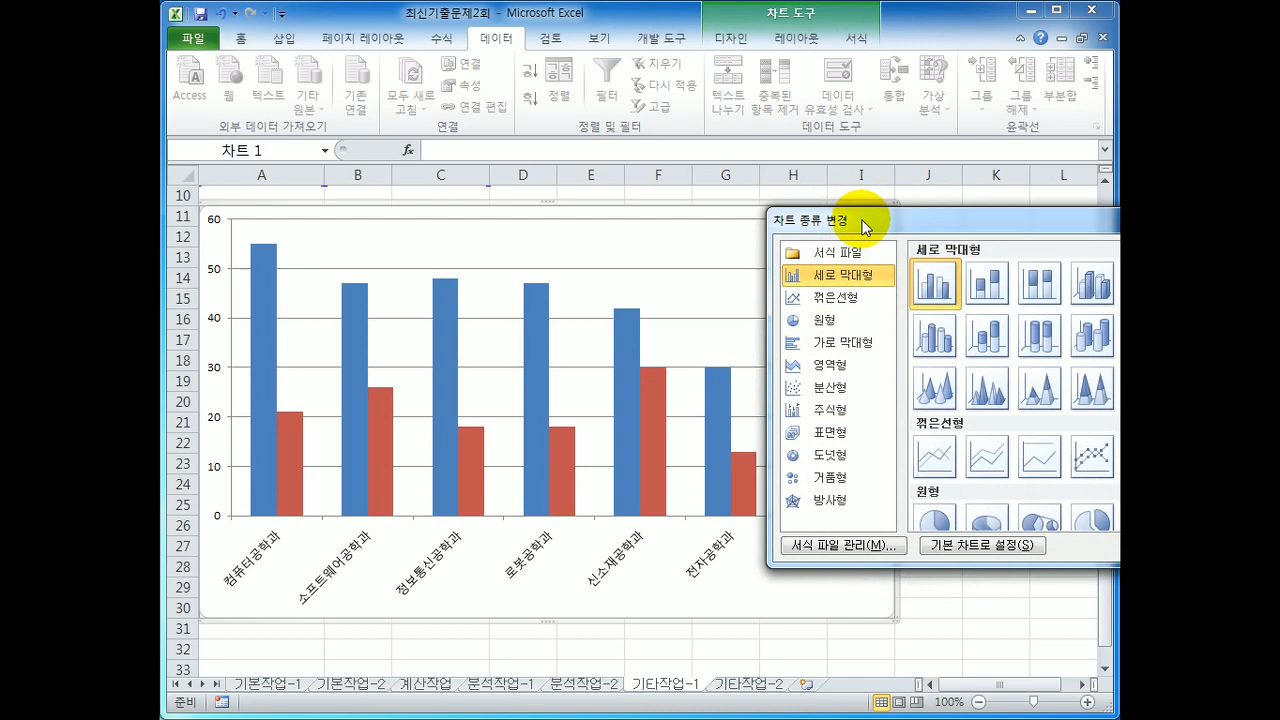 최신기출문제2회 - Microsoft Excel
차트 도구
파일 홈 삽입 페이지 레이아웃 수식 데이터 검토 보기 개발 도구 디자인 레이아웃 서식
Access 웹 텍스트 기타 원본 기존 연결
외부 데이터 가져오기
모두 새로 고침 연결 속성 연결 편집
연결
정렬 필터 지우기 다시 적용 고급
정렬 및 필터
텍스트 나누기 중복된 항목 제거 데이터 유효성 검사 통합 가상 분석
데이터 도구
그룹 그룹 해제 부분합
윤곽선
차트 1 fx
A B C D E F G H I J K L
10
11
12
13
14
15
16
17
18
19
20
21
22
23
24
25
26
27
28
29
30
31
32
33
60
50
40
30
20
10
0
컴퓨터공학과 소프트웨어공학과 정보통신공학과 로봇공학과 신소재공학과 전자공학과
차트 종류 변경
서식 파일
세로 막대형
꺾은선형
원형
가로 막대형
영역형
분산형
주식형
표면형
도넛형
거품형
방사형
세로 막대형
꺾은선형
원형
서식 파일 관리(M)... 기본 차트로 설정(S)
기본작업-1 기본작업-2 계산작업 분석작업-1 분석작업-2 기타작업-1 기타작업-2
준비 100%